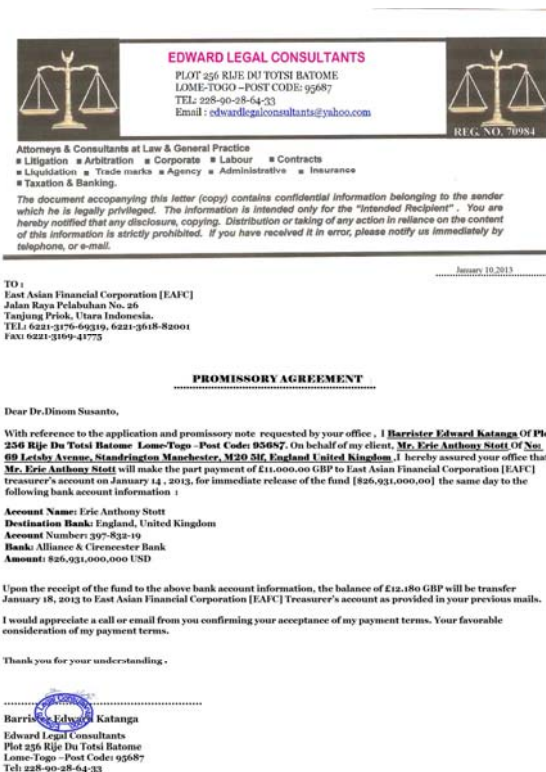 EDWARD LEGAL CONSULTANTS
PLOT 256 RIJE DU TOTSI BATOME
LOME-TOGO –POST CODE: 95687
TEL: 228-90-28-64-33
Email : edwardlegalconsultants@yahoo.com
REG. NO. 70984
Attorneys & Consultants at Law & General Practice
■ Litigation ■ Arbitration ■ Corporate ■ Labour ■ Contracts
■ Liquidation ■ Trade marks ■ Agency ■ Administrative ■ Insurance
■ Taxation & Banking.
The document accopanying this letter (copy) contains confidential information belonging to the sender
which he is legally privileged. The information is intended only for the "Intended Recipient" . You are
hereby notified that any disclosure, copying. Distribution or taking of any action in reliance on the content
of this information is strictly prohibited. If you have received it in error, please notify us immediately by
telephone, or e-mail.
January 10,2013
TO :
East Asian Financial Corporation [EAFC]
Jalan Raya Pelabuhan No. 26
Tanjung Priok, Utara Indonesia.
TEL: 6221-3176-69319, 6221-3618-82001
Fax: 6221-3169-41775
PROMISSORY AGREEMENT
Dear Dr.Dinom Susanto,
With reference to the application and promissory note requested by your office , I Barrister Edward Katanga Of Plo
256 Rije Du Totsi Batome Lome-Togo –Post Code: 95687. On behalf of my client, Mr. Eric Anthony Stott Of No:
69 Letsby Avenue, Standrington Manchester, M20 5lf, England United Kingdom .I hereby assured your office that
Mr. Eric Anthony Stott will make the part payment of £11.000.00 GBP to East Asian Financial Corporation [EAFC]
treasurer's account on January 14 , 2013, for immediate release of the fund [$26,931,000,00] the same day to the
following bank account information :
Account Name: Eric Anthony Stott
Destination Bank: England, United Kingdom
Account Number: 397-832-19
Bank: Alliance & Cirencester Bank
Amount: $26,931,000,000 USD
Upon the receipt of the fund to the above bank account information, the balance of £12.180 GBP will be transfer
January 18, 2013 to East Asian Financial Corporation [EAFC] Treasurer's account as provided in your previous mails.
I would appreciate a call or email from you confirming your acceptance of my payment terms. Your favorable
consideration of my payment terms.
Thank you for your understanding .
Barrister Edward Katanga
Edward Legal Consultants
Plot 256 Rije Du Totsi Batome
Lome-Togo –Post Code: 95687
Tel: 228-90-28-64-33